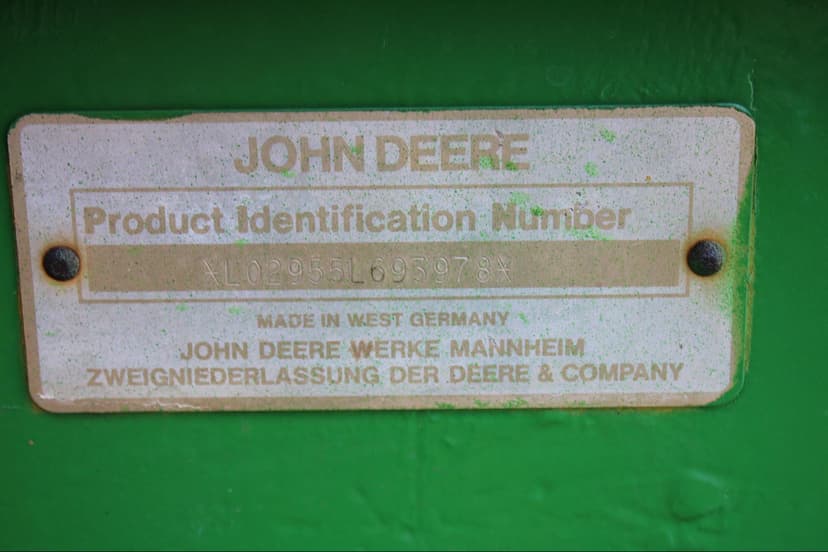 JOHN DEERE
Product Identification Number
*L02955L693978*
MADE IN WEST GERMANY
JOHN DEERE WERKE MANNHEIM
ZWEIGNIEDERLASSUNG DER DEERE & COMPANY